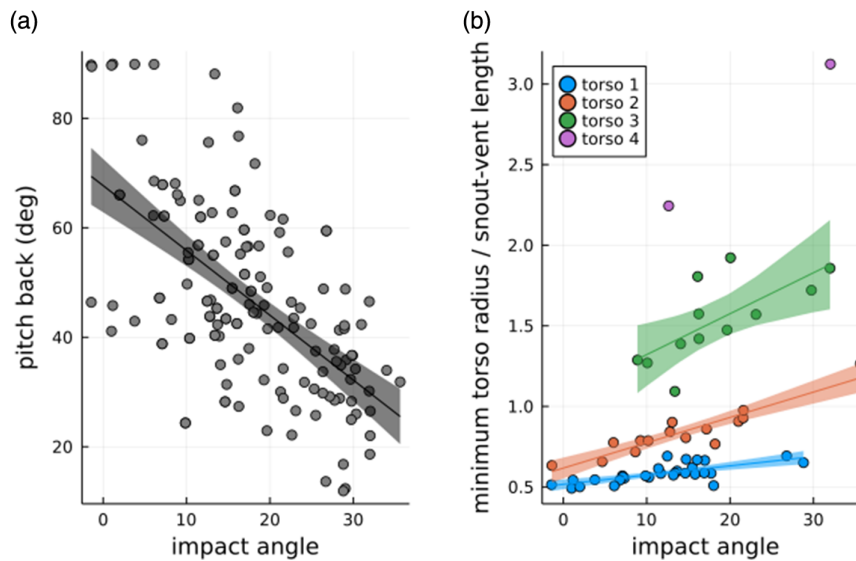 (a)
80
60
40
20
pitch back (deg)
0 10 20 30
impact angle
(b)
3.0
2.5
2.0
1.5
1.0
0.5
minimum torso radius / snout-vent length
torso 1
torso 2
torso 3
torso 4
0 10 20 30
impact angle